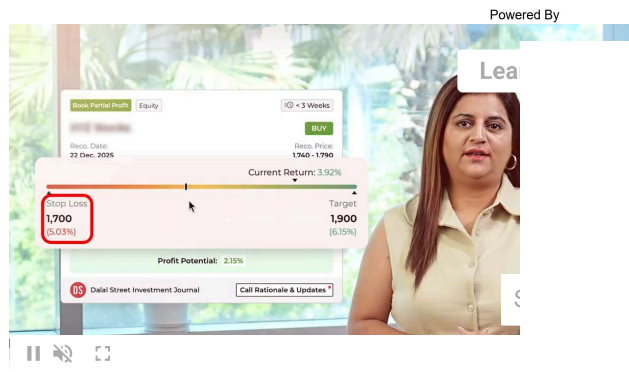 Powered By
Lea
Book Partial Profit Equity < 3 Weeks
BUY
Reco. Date: Reco. Price:
22 Dec. 2025 1,740 - 1,790
Current Return: 3.92%
Stop Loss Target
1,700 1,900
(5.03%) (6.15%)
Profit Potential: 2.15%
DS Dalal Street Investment Journal Call Rationale & Updates